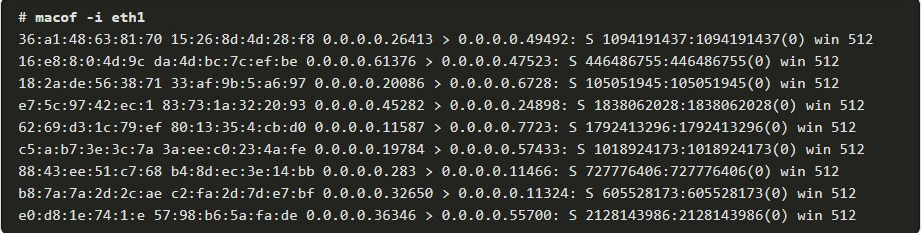 # macof -i eth1
36:a1:48:63:81:70 15:26:8d:4d:28:f8 0.0.0.0.26413 > 0.0.0.0.49492: S 1094191437:1094191437(0) win 512
16:e8:8:0:4d:9c da:4d:bc:7c:ef:be 0.0.0.0.61376 > 0.0.0.0.47523: S 446486755:446486755(0) win 512
18:2a:de:56:38:71 33:af:9b:5:a6:97 0.0.0.0.20086 > 0.0.0.0.6728: S 105051945:105051945(0) win 512
e7:5c:97:42:ec:1 83:73:1a:32:20:93 0.0.0.0.45282 > 0.0.0.0.24898: S 1838062028:1838062028(0) win 512
62:69:d3:1c:79:ef 80:13:35:4:cb:d0 0.0.0.0.11587 > 0.0.0.0.7723: S 1792413296:1792413296(0) win 512
c5:a:b7:3e:3c:7a 3a:ee:c0:23:4a:fe 0.0.0.0.19784 > 0.0.0.0.57433: S 1018924173:1018924173(0) win 512
88:43:ee:51:c7:68 b4:8d:ec:3e:14:bb 0.0.0.0.283 > 0.0.0.0.11466: S 727776406:727776406(0) win 512
b8:7a:7a:2d:2c:ae c2:fa:2d:7d:e7:bf 0.0.0.0.32650 > 0.0.0.0.11324: S 605528173:605528173(0) win 512
e0:d8:1e:74:1:e 57:98:b6:5a:fa:de 0.0.0.0.36346 > 0.0.0.0.55700: S 2128143986:2128143986(0) win 512